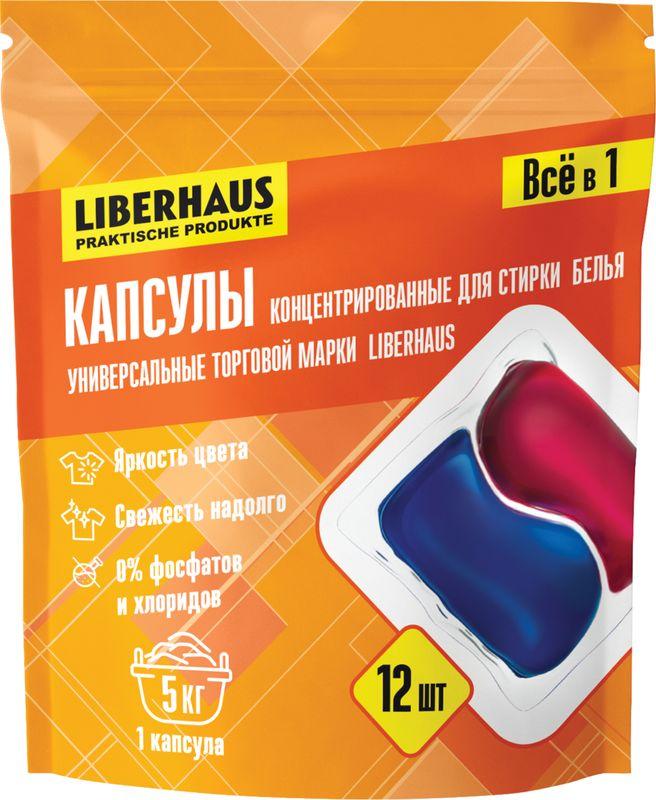 LIBERHAUS
PRAKTISCHE PRODUKTE
Всё в 1
КАПСУЛЫ КОНЦЕНТРИРОВАННЫЕ ДЛЯ СТИРКИ БЕЛЬЯ
УНИВЕРСАЛЬНЫЕ ТОРГОВОЙ МАРКИ LIBERHAUS
Яркость цвета
Свежесть надолго
0% фосфатов
и хлоридов
5 КГ
1 капсула
12 шт